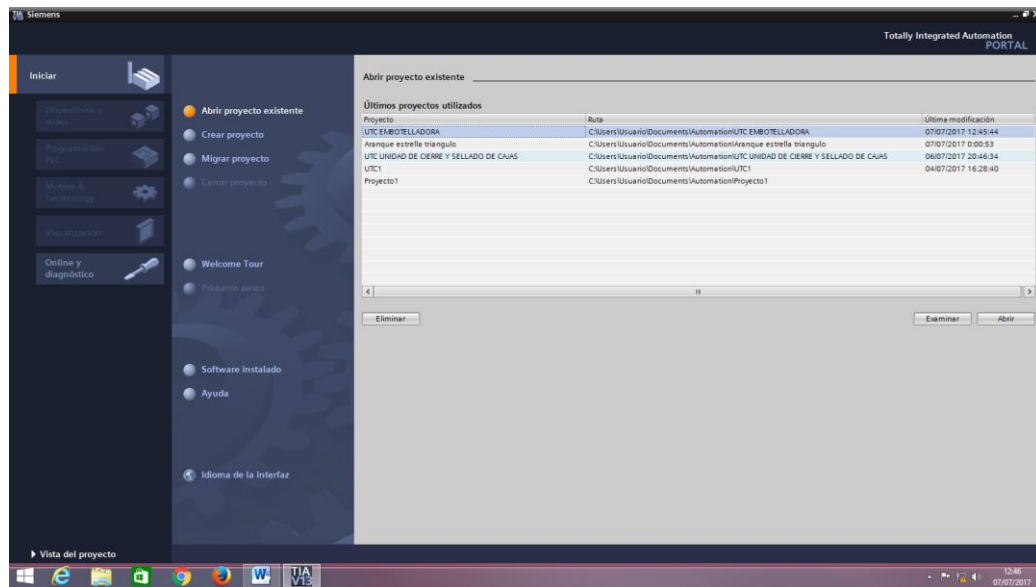 Siemens
Totally Integrated Automation
PORTAL
Iniciar
Dispositivos y
redes
Programación
PLC
Motion &
Technology
Visualización
Online y
diagnóstico
Abrir proyecto existente
Crear proyecto
Migrar proyecto
Cerrar proyecto
Welcome Tour
Primeros pasos
Software instalado
Ayuda
Idioma de la interfaz
Abrir proyecto existente
Últimos proyectos utilizados
Proyecto Ruta Última modificación
UTC EMBOTELLADORA C:\Users\Usuario\Documents\Automation\UTC EMBOTELLADORA 07/07/2017 12:45:44
Aranque estrella triangulo C:\Users\Usuario\Documents\Automation\Aranque estrella triangulo 07/07/2017 0:00:53
UTC UNIDAD DE CIERRE Y SELLADO DE CAJAS C:\Users\Usuario\Documents\Automation\UTC UNIDAD DE CIERRE Y SELLADO DE CAJAS 06/07/2017 20:46:34
UTC1 C:\Users\Usuario\Documents\Automation\UTC1 04/07/2017 16:28:40
Proyecto1 C:\Users\Usuario\Documents\Automation\Proyecto1
Eliminar Examinar Abrir
Vista del proyecto
TIA
V13
12:46
07/07/2017